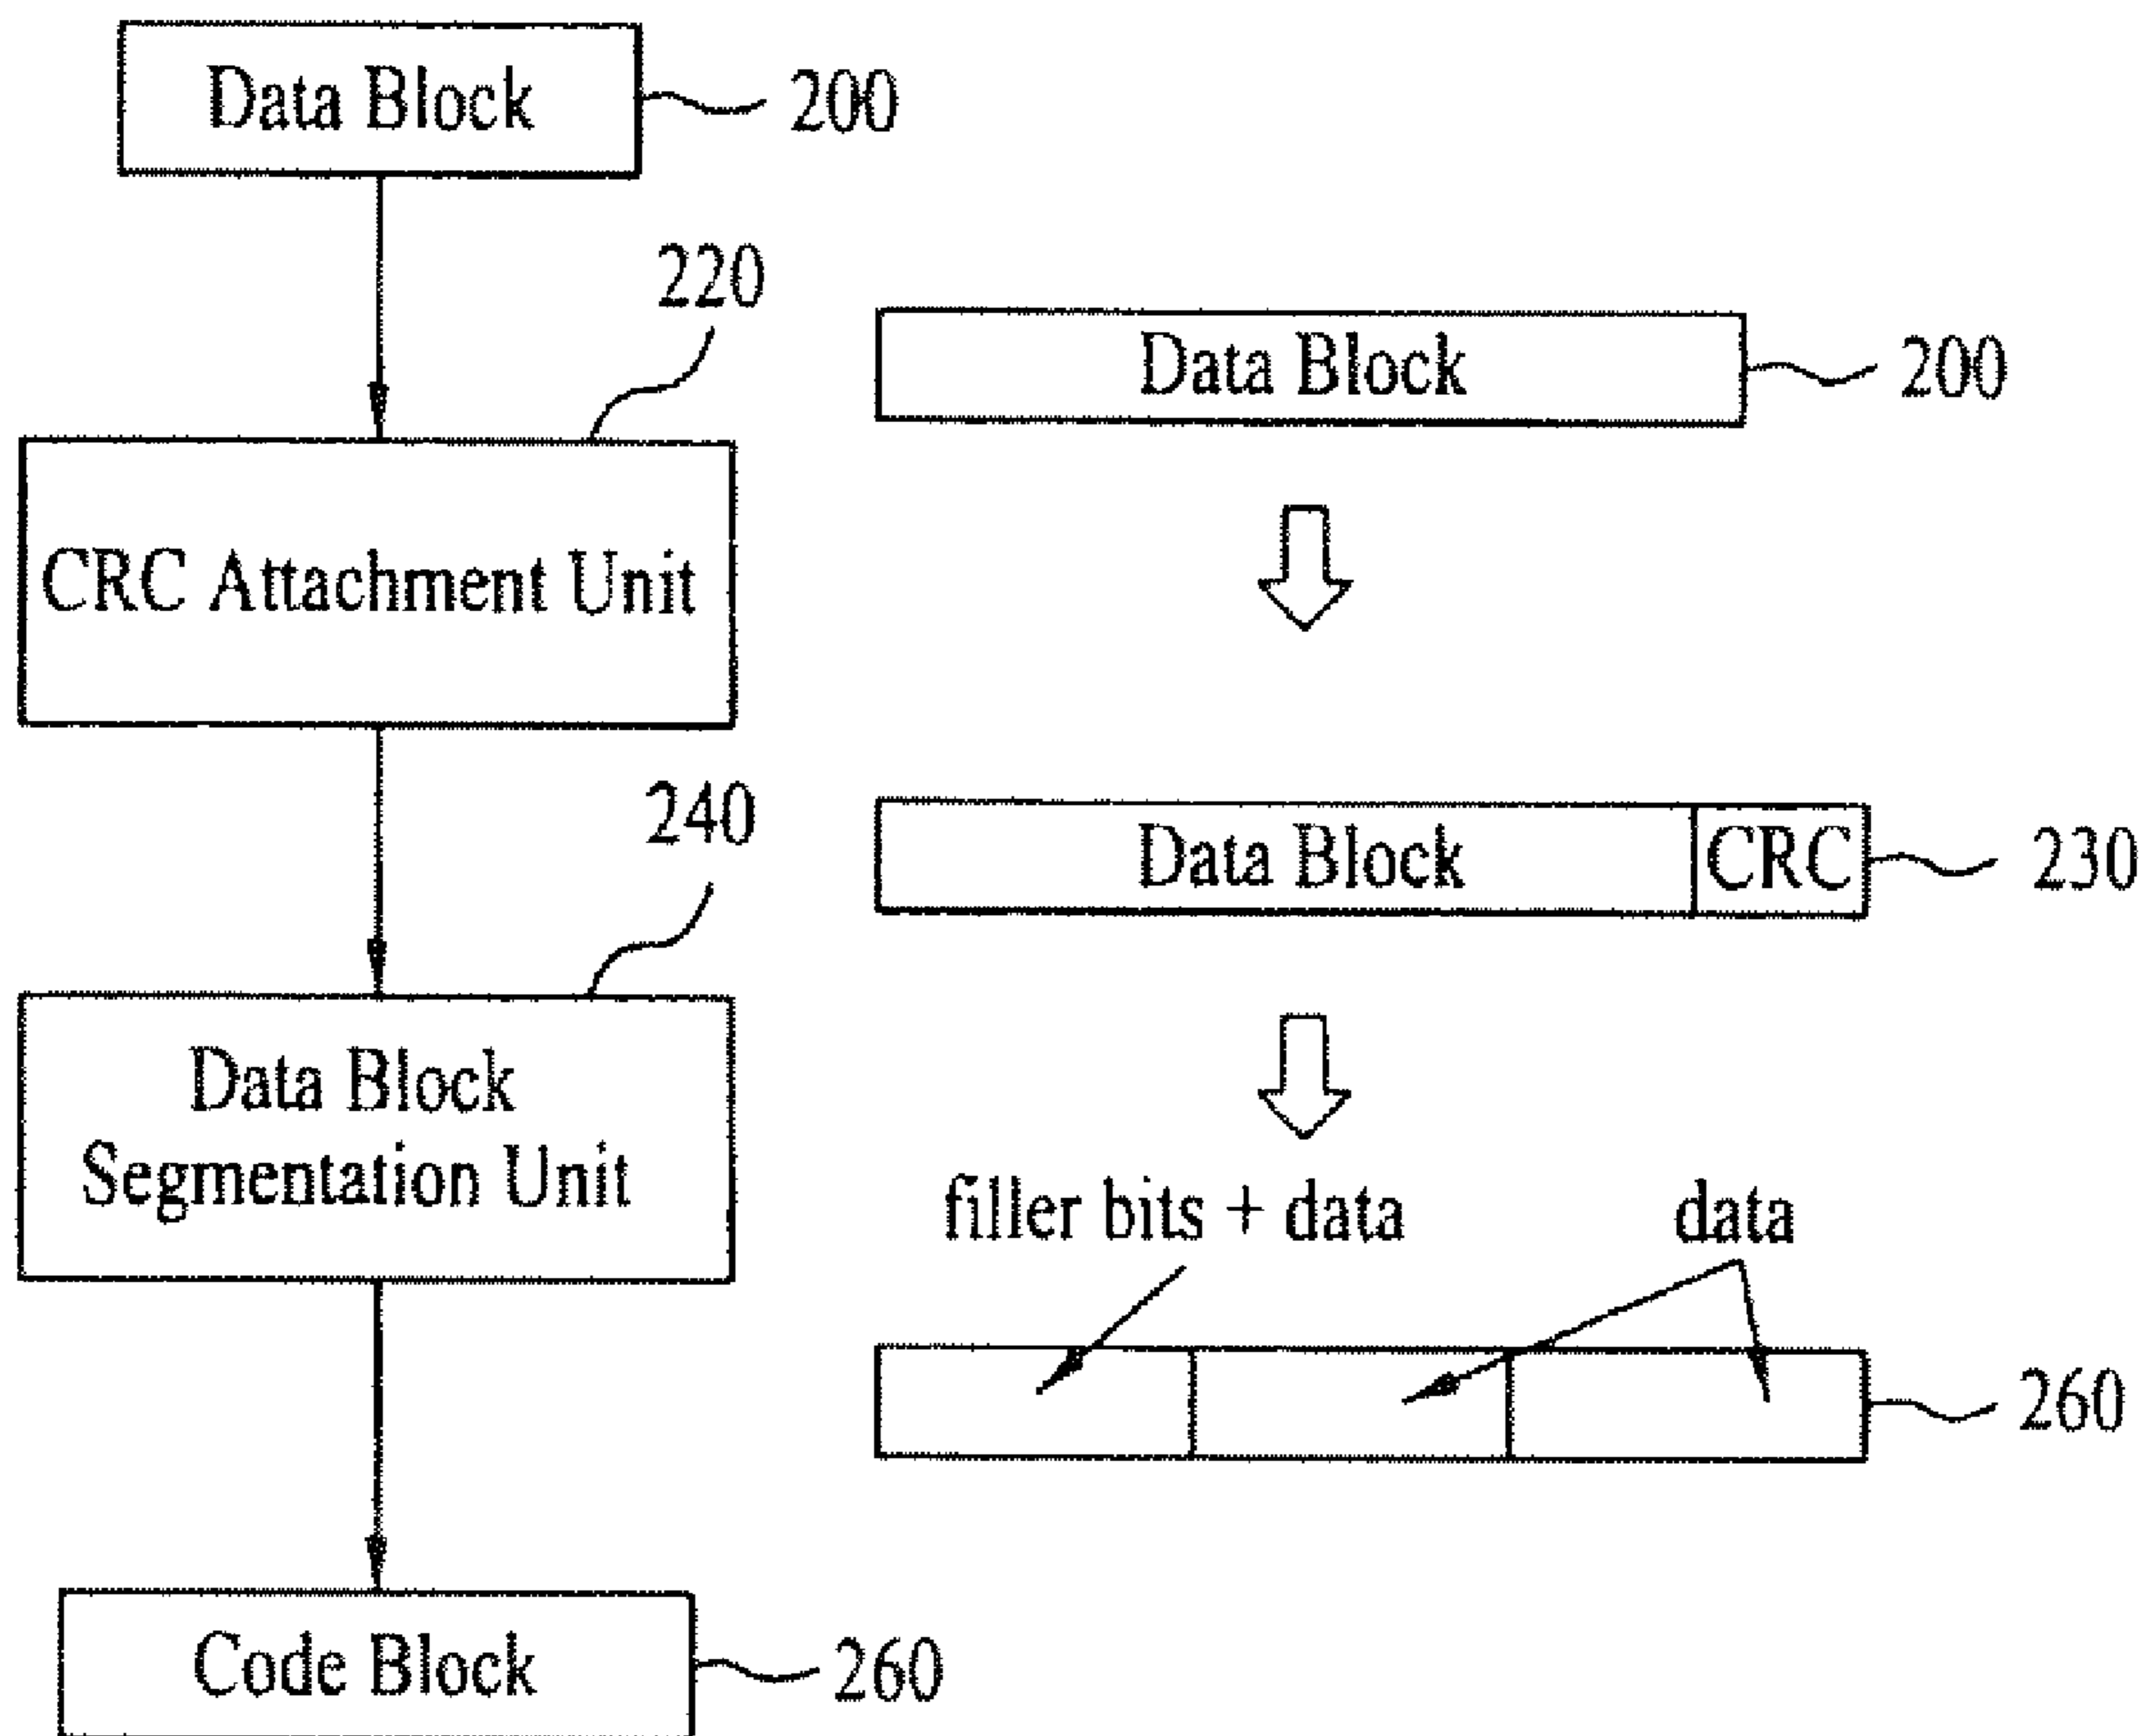 Data Block
200
220
CRC Attachment Unit
240
Data Block
Segmentation Unit
Code Block
260
Data Block
200
Data Block
CRC
230
filler bits + data
data
260